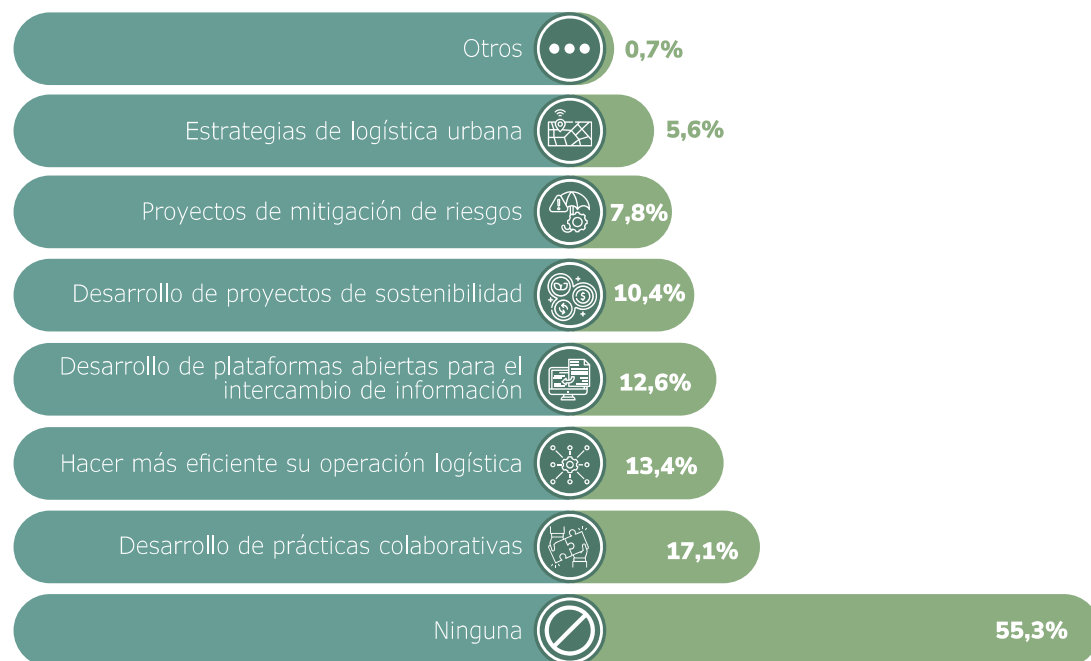 Otros
0,7%
Estrategias de logística urbana
5,6%
Proyectos de mitigación de riesgos
7,8%
Desarrollo de proyectos de sostenibilidad
10,4%
Desarrollo de plataformas abiertas para el
intercambio de información
12,6%
Hacer más eficiente su operación logística
13,4%
Desarrollo de prácticas colaborativas
17,1%
Ninguna
55,3%